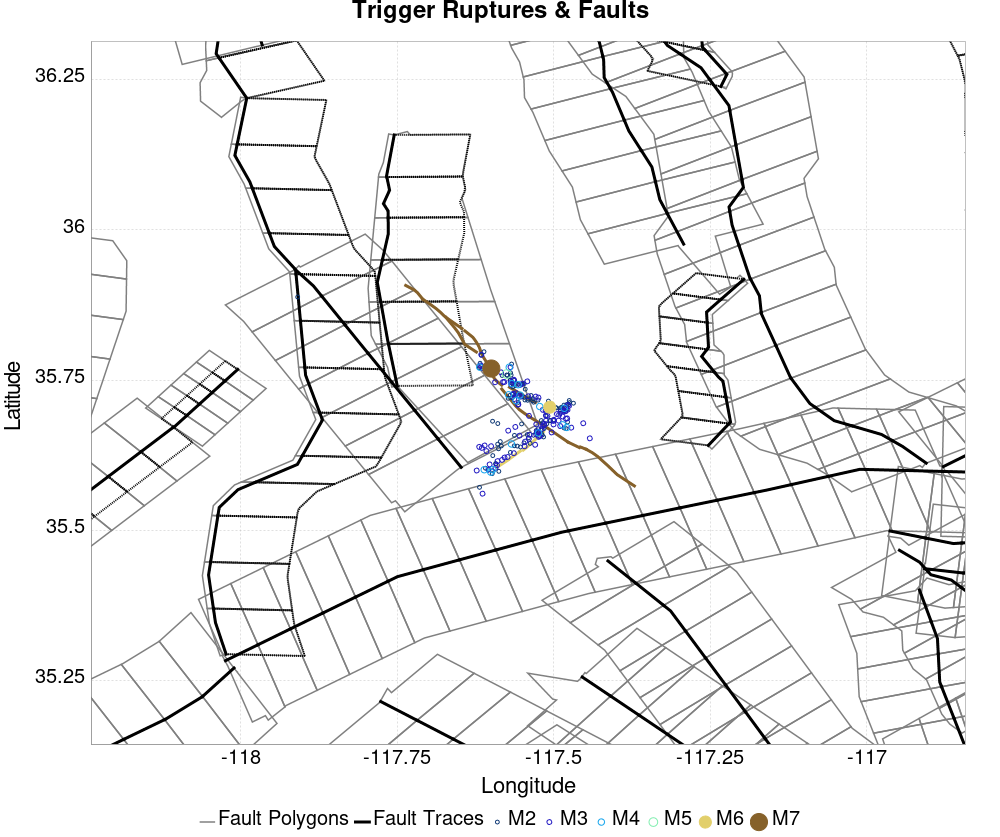 Trigger Ruptures & Faults
36.25
36
35.75
35.5
35.25
Latitude
-118
-117.75
-117.5
-117.25
-117
Longitude
Fault Polygons Fault Traces M2 M3 M4 M5 M6 M7